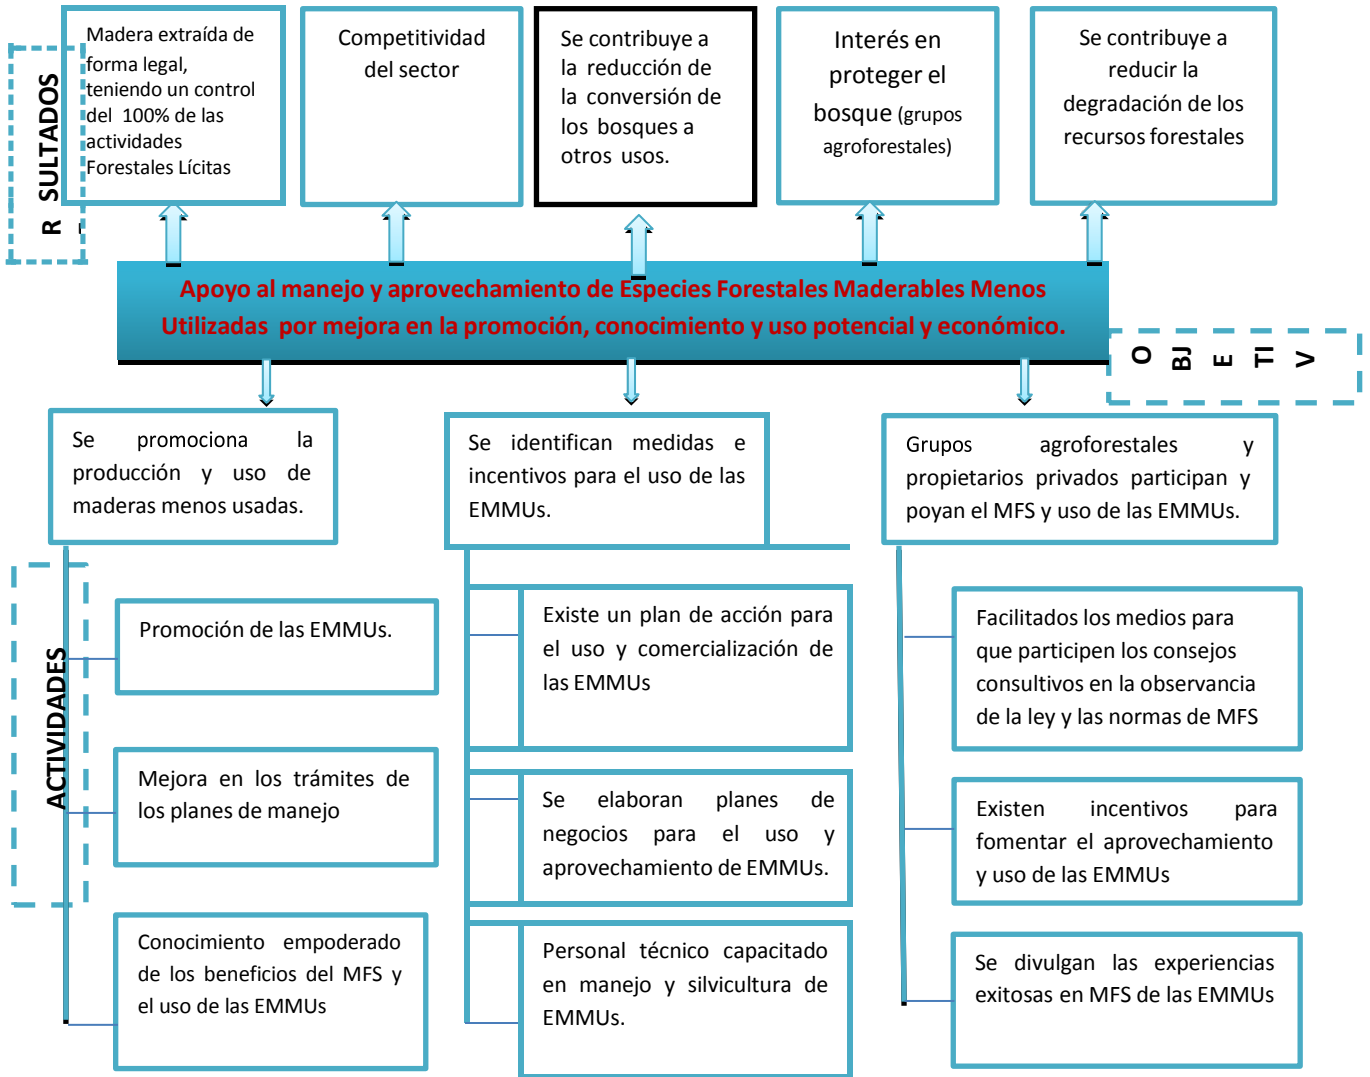 Madera extraída de
forma legal,
teniendo un control
del 100% de las
actividades
Forestales Lícitas
Competitividad
del sector
Se contribuye a
la reducción de
la conversión de
los bosques a
otros usos.
Interés en
proteger el
bosque (grupos
agroforestales)
Se contribuye a
reducir la
degradación de los
recursos forestales
R SULTADOS
Apoyo al manejo y aprovechamiento de Especies Forestales Maderables Menos
Utilizadas por mejora en la promoción, conocimiento y uso potencial y económico.
O BJ E TI V
Se promociona la
producción y uso de
maderas menos usadas.
Se identifican medidas e
incentivos para el uso de las
EMMUs.
Grupos agroforestales y
propietarios privados participan y
poyan el MFS y uso de las EMMUs.
ACTIVIDADES
Promoción de las EMMUs.
Mejora en los trámites de
los planes de manejo
Conocimiento empoderado
de los beneficios del MFS y
el uso de las EMMUs
Existe un plan de acción para
el uso y comercialización de
las EMMUs
Se elaboran planes de
negocios para el uso y
aprovechamiento de EMMUs.
Personal técnico capacitado
en manejo y silvicultura de
EMMUs.
Facilitados los medios para
que participen los consejos
consultivos en la observancia
de la ley y las normas de MFS
Existen incentivos para
fomentar el aprovechamiento
y uso de las EMMUs
Se divulgan las experiencias
exitosas en MFS de las EMMUs